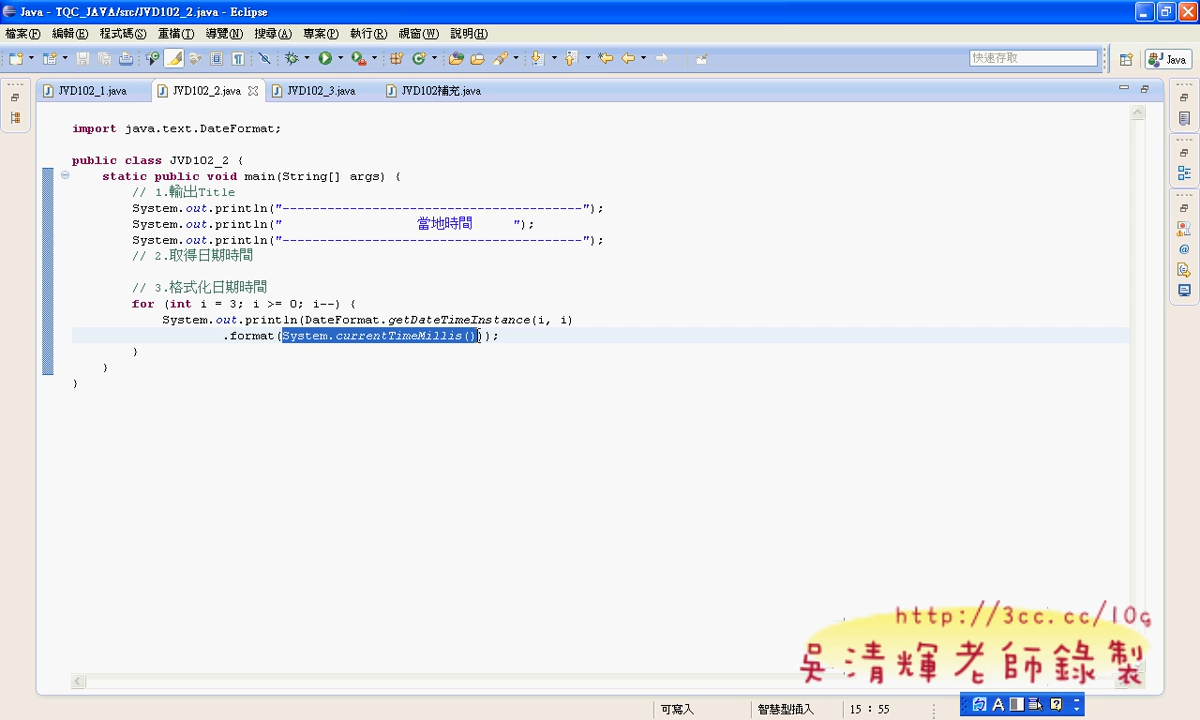 Java - TQC_JAVA/src/JVD102_2.java - Eclipse
檔案(F) 編輯(E) 程式碼(S) 重構(T) 導覽(N) 搜尋(A) 專案(P) 執行(R) 視窗(W) 說明(H)
快速存取
Java
JVD102_1.java JVD102_2.java JVD102_3.java JVD102補充.java
import java.text.DateFormat;
public class JVD102_2 {
static public void main(String[] args) {
// 1.輸出Title
System.out.println("----------------------------------------");
System.out.println("                  當地時間      ");
System.out.println("----------------------------------------");
// 2.取得日期時間
// 3.格式化日期時間
for (int i = 3; i >= 0; i--) {
System.out.println(DateFormat.getDateTimeInstance(i, i)
.format(System.currentTimeMillis()));
}
}
}
http://3cc.cc/10g
吳清輝老師錄製
可寫入 智慧型插入 15 : 55